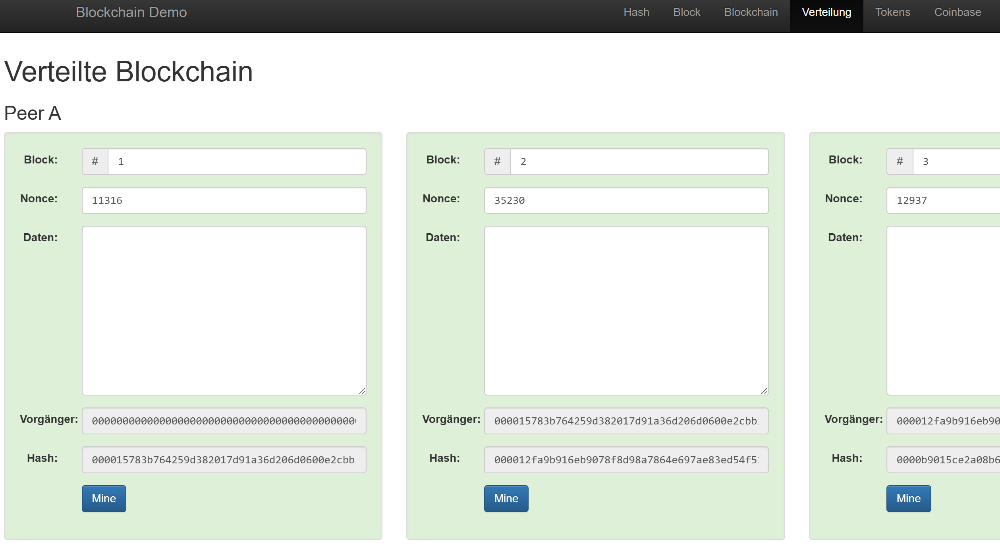 Blockchain Demo Hash Block Blockchain Verteilung Tokens Coinbase
Verteilte Blockchain
Peer A
Block: # 1
Nonce: 11316
Daten:
Vorgänger: 0000000000000000000000000000000000000000000
Hash: 000015783b764259d382017d91a36d206d0600e2cbb
Mine
Block: # 2
Nonce: 35230
Daten:
Vorgänger: 000015783b764259d382017d91a36d206d0600e2cbb
Hash: 000012fa9b916eb9078f8d98a7864e697ae83ed54f5
Mine
Block: # 3
Nonce: 12937
Daten:
Vorgänger: 000012fa9b916eb90
Hash: 0000b9015ce2a08b6
Mine